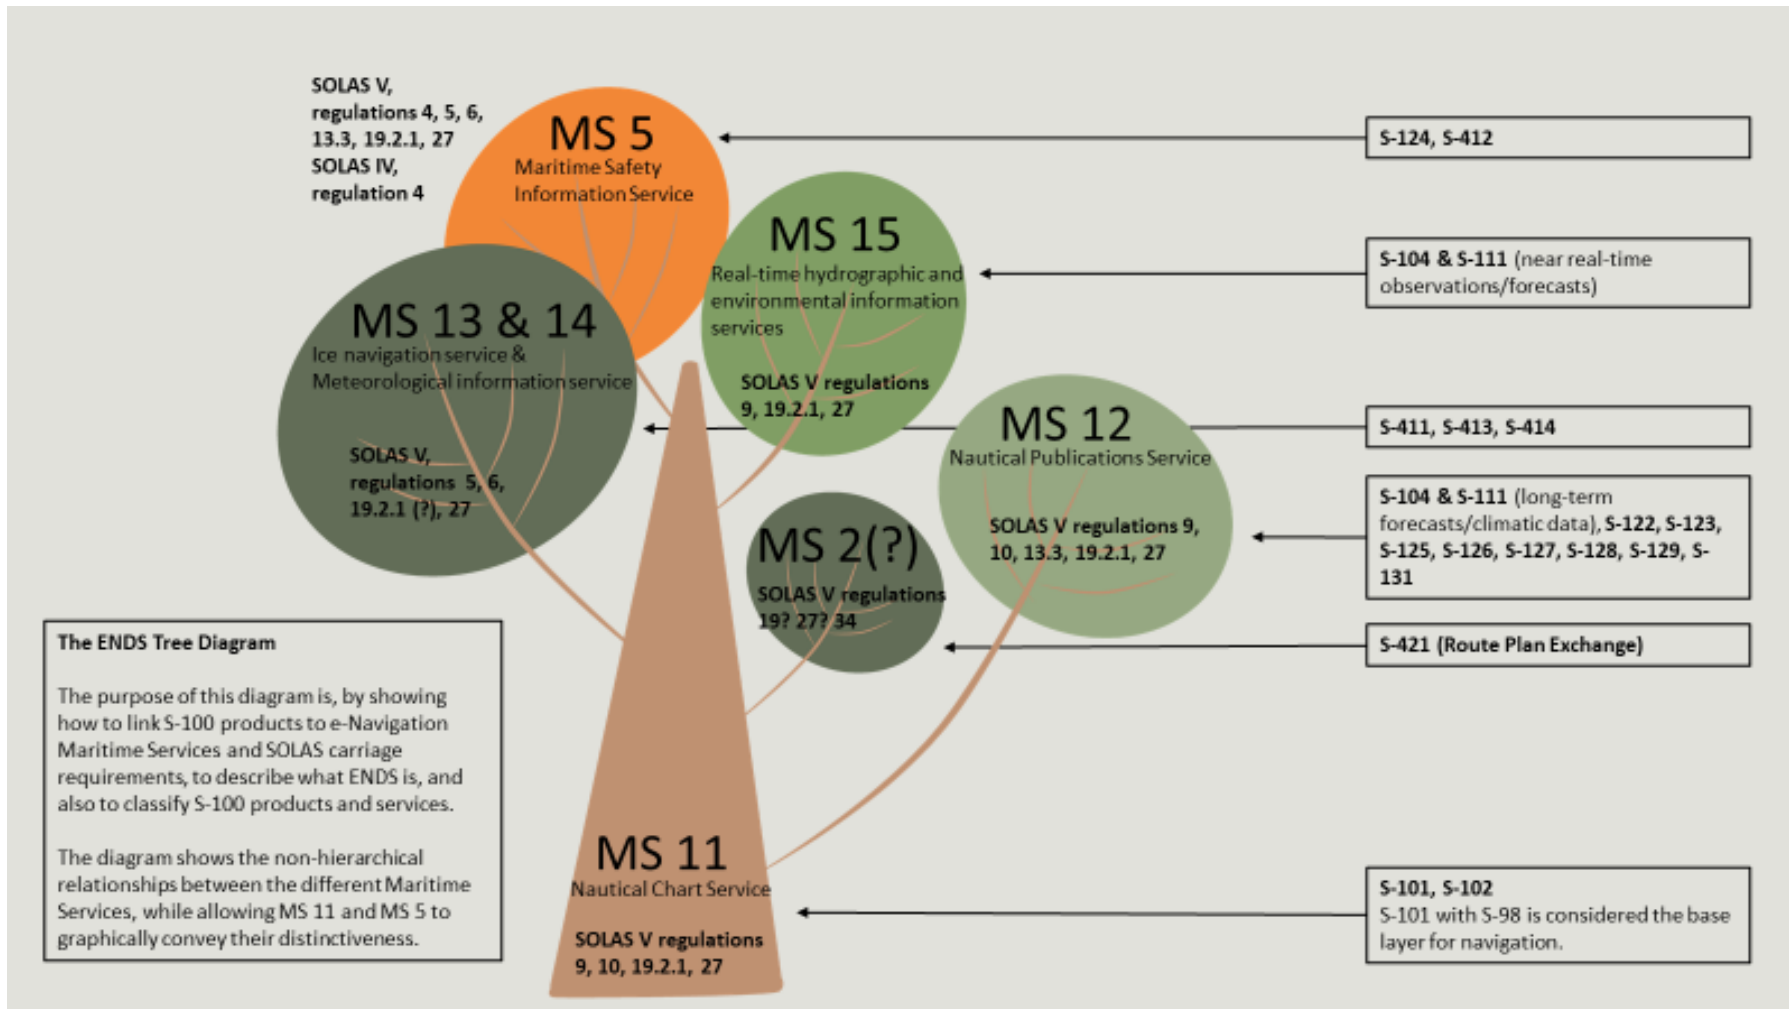 SOLAS V,
regulations 4, 5, 6,
13.3, 19.2.1, 27
SOLAS IV,
regulation 4
MS 5
Maritime Safety
Information Service
S-124, S-412
MS 15
Real-time hydrographic and
environmental information
services
SOLAS V regulations
9, 19.2.1, 27
S-104 & S-111 (near real-time
observations/forecasts)
MS 13 & 14
Ice navigation service &
Meteorological information service
SOLAS V,
regulations  5, 6,
19.2.1 (?), 27
S-411, S-413, S-414
MS 12
Nautical Publications Service
SOLAS V regulations 9,
10, 13.3, 19.2.1, 27
S-104 & S-111 (long-term
forecasts/climatic data), S-122, S-123,
S-125, S-126, S-127, S-128, S-129, S-
131
MS 2(?)
SOLAS V regulations
19? 27? 34
S-421 (Route Plan Exchange)
The ENDS Tree Diagram
The purpose of this diagram is, by showing
how to link S-100 products to e-Navigation
Maritime Services and SOLAS carriage
requirements, to describe what ENDS is, and
also to classify S-100 products and services.
The diagram shows the non-hierarchical
relationships between the different Maritime
Services, while allowing MS 11 and MS 5 to
graphically convey their distinctiveness.
MS 11
Nautical Chart Service
SOLAS V regulations
9, 10, 19.2.1, 27
S-101, S-102
S-101 with S-98 is considered the base
layer for navigation.